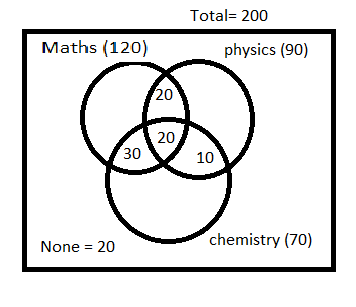 Total= 200
Maths (120)
physics (90)
20
20
30
10
None = 20
chemistry (70)